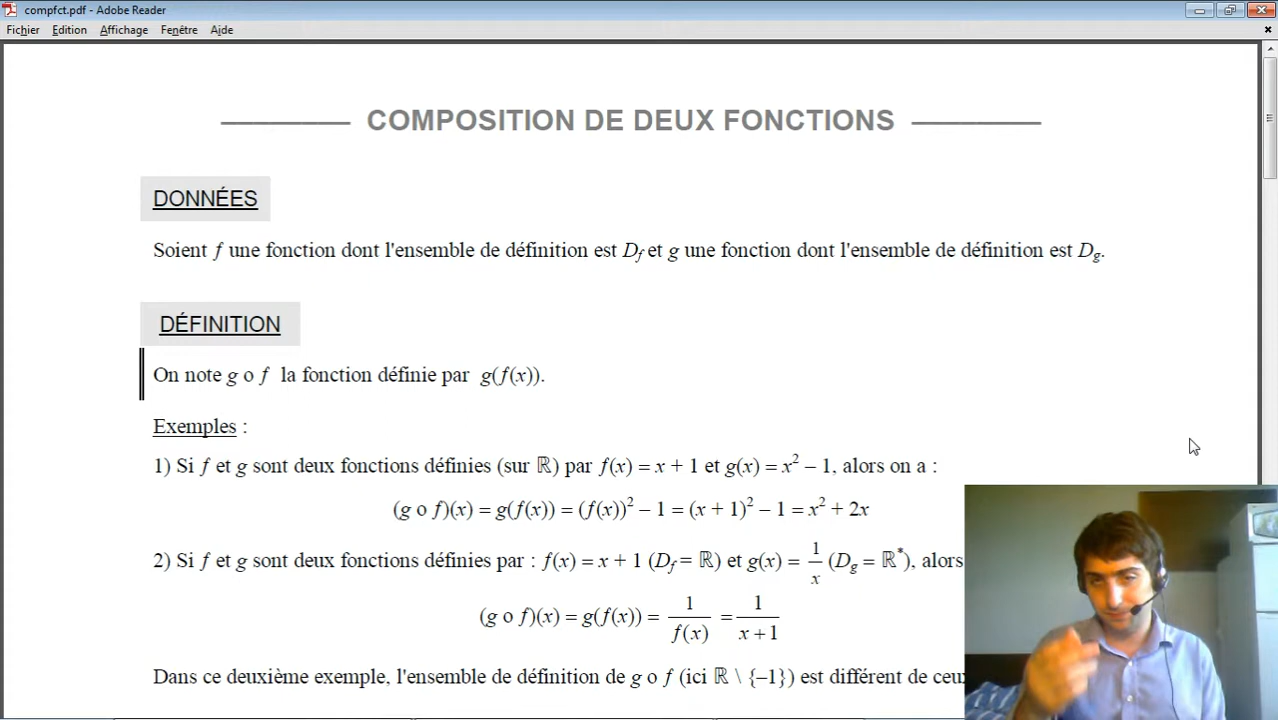 compfct.pdf - Adobe Reader
Fichier Edition Affichage Fenêtre Aide
COMPOSITION DE DEUX FONCTIONS
DONNÉES
Soient f une fonction dont l'ensemble de définition est D_f et g une fonction dont l'ensemble de définition est D_g.
DÉFINITION
On note g o f la fonction définie par g(f(x)).
Exemples :
1) Si f et g sont deux fonctions définies (sur ℝ) par f(x) = x + 1 et g(x) = x² – 1, alors on a :
(g o f)(x) = g(f(x)) = (f(x))² – 1 = (x + 1)² – 1 = x² + 2x
2) Si f et g sont deux fonctions définies par : f(x) = x + 1 (D_f = ℝ) et g(x) = 1/x (D_g = ℝ*), alors
(g o f)(x) = g(f(x)) = 1/f(x) = 1/(x + 1)
Dans ce deuxième exemple, l'ensemble de définition de g o f (ici ℝ \ {–1}) est différent de ceu